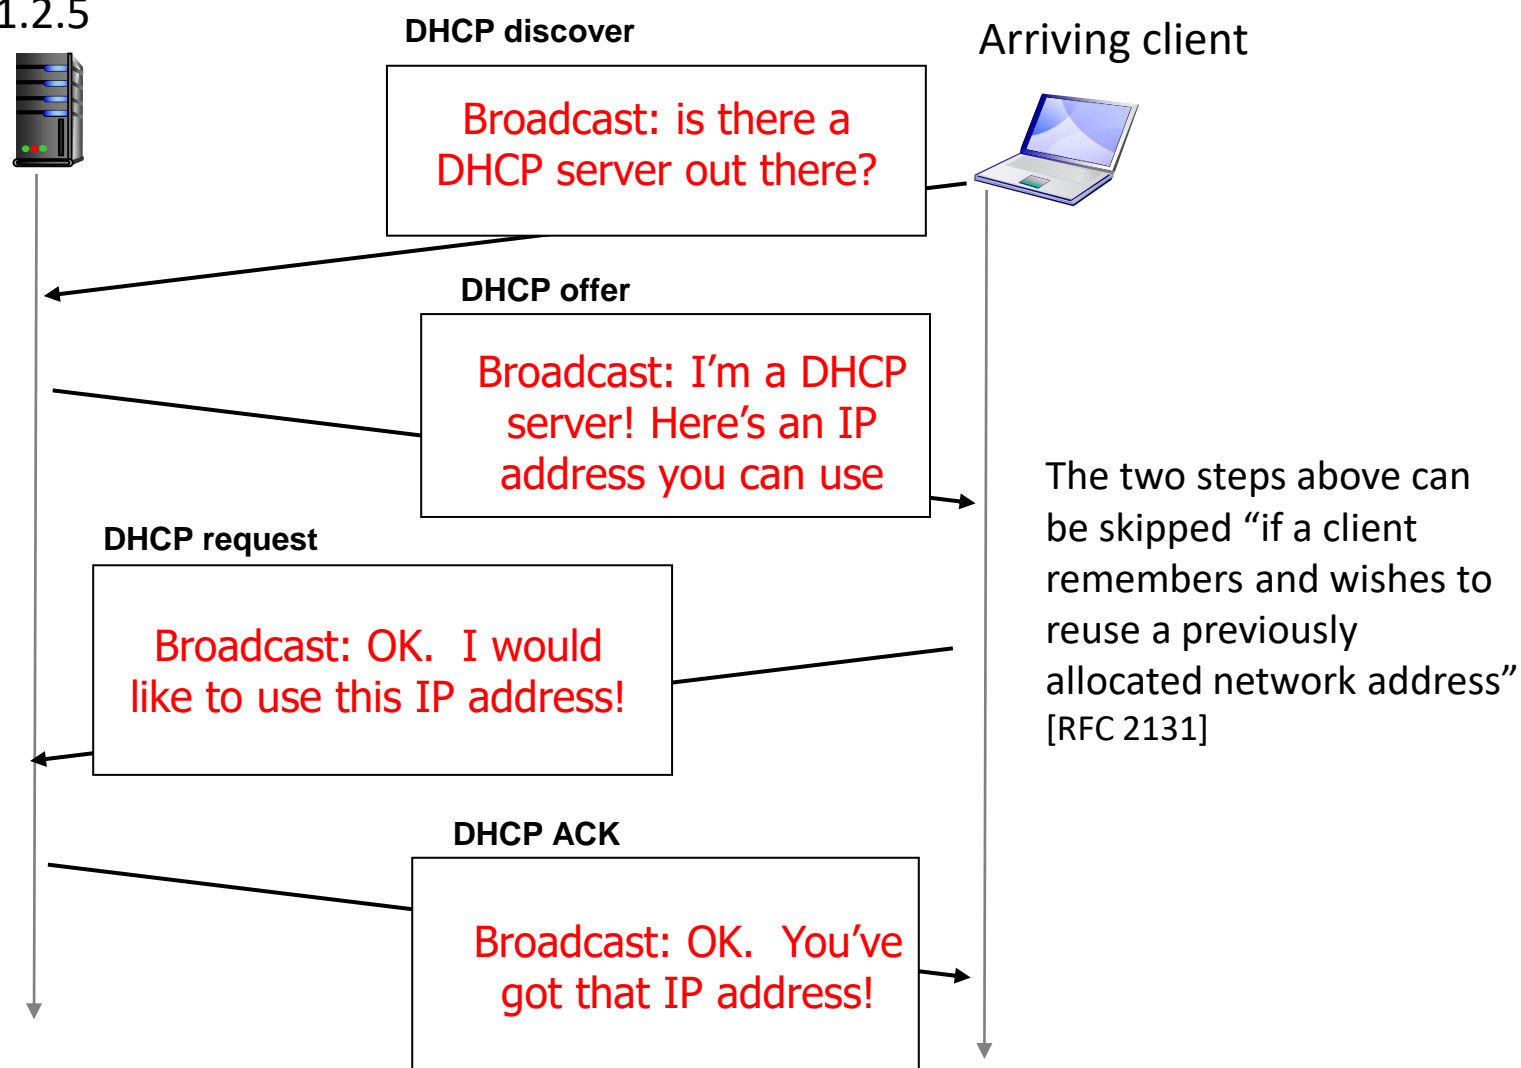 1.2.5
DHCP discover
Arriving client
Broadcast: is there a
DHCP server out there?
DHCP offer
Broadcast: I’m a DHCP
server! Here’s an IP
address you can use
The two steps above can
be skipped “if a client
remembers and wishes to
reuse a previously
allocated network address”
[RFC 2131]
DHCP request
Broadcast: OK.  I would
like to use this IP address!
DHCP ACK
Broadcast: OK.  You’ve
got that IP address!